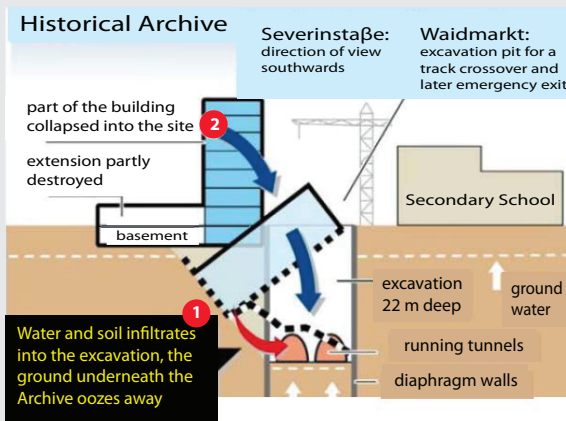 Historical Archive
Severinstaße:
direction of view
southwards
Waidmarkt:
excavation pit for a
track crossover and
later emergency exit
part of the building
collapsed into the site
2
extension partly
destroyed
basement
Secondary School
1
Water and soil infiltrates
into the excavation, the
ground underneath the
Archive oozes away
excavation
22 m deep
ground
water
running tunnels
diaphragm walls